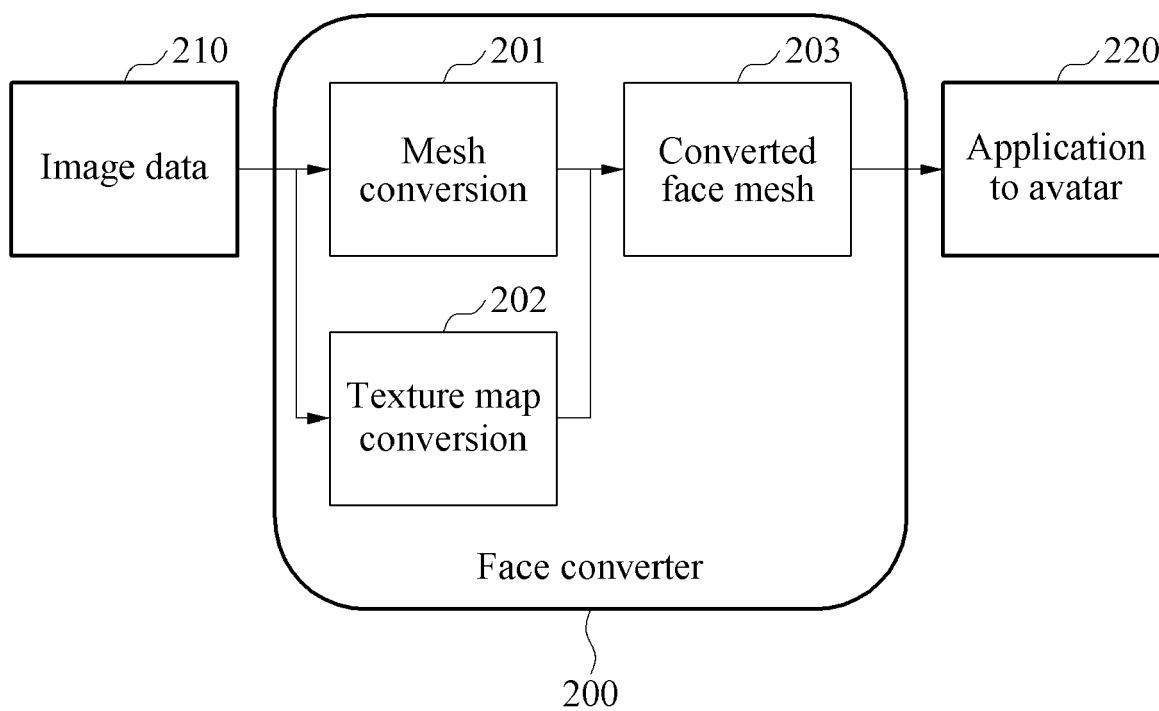 210
201
203
220
Image data
Mesh
conversion
Converted
face mesh
Application
to avatar
202
Texture map
conversion
Face converter
200